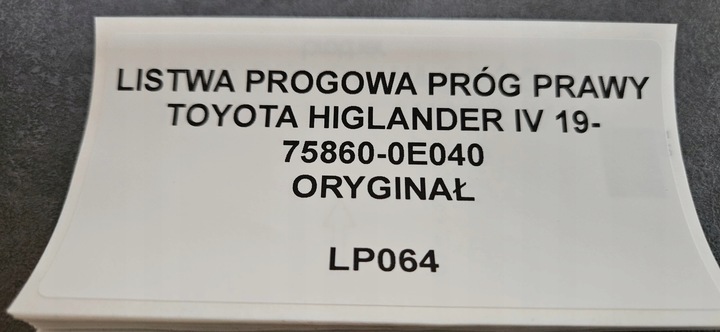 LISTWA PROGOWA PRÓG PRAWY
TOYOTA HIGLANDER IV 19-
75860-0E040
ORYGINAŁ
LP064